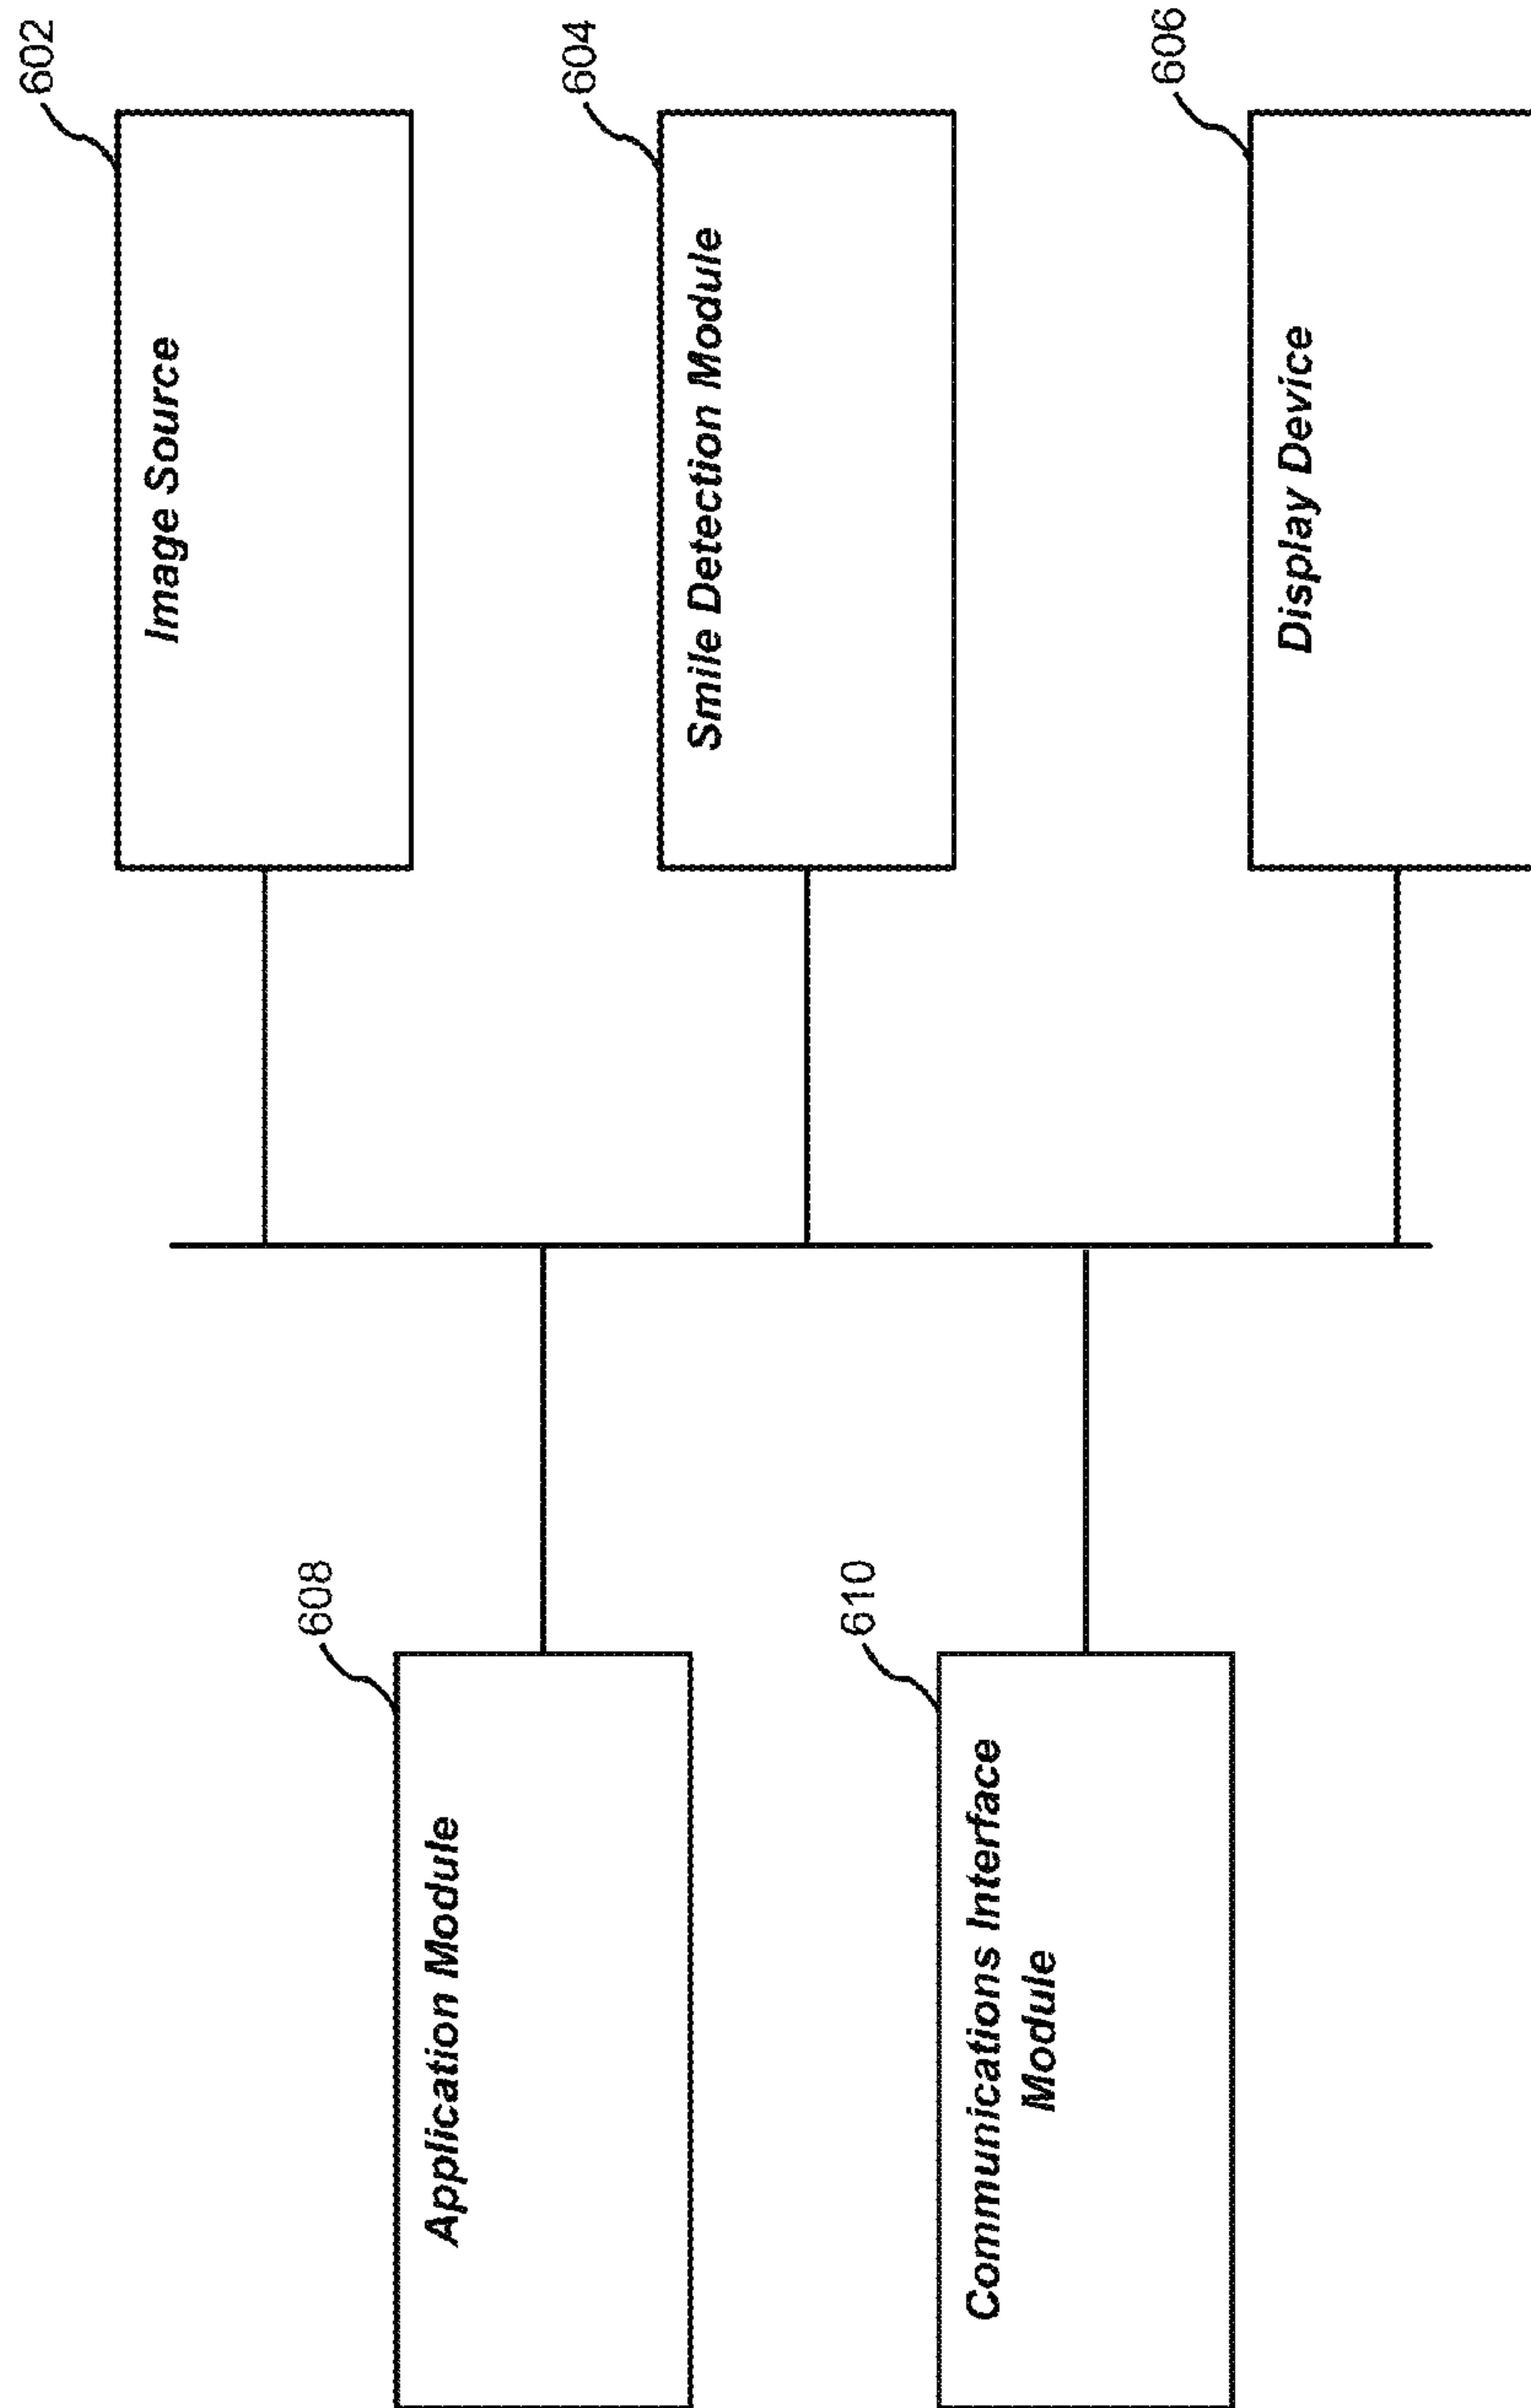 602
Image Source
604
Smile Detection Module
606
Display Device
608
Application Module
610
Communications Interface
Module